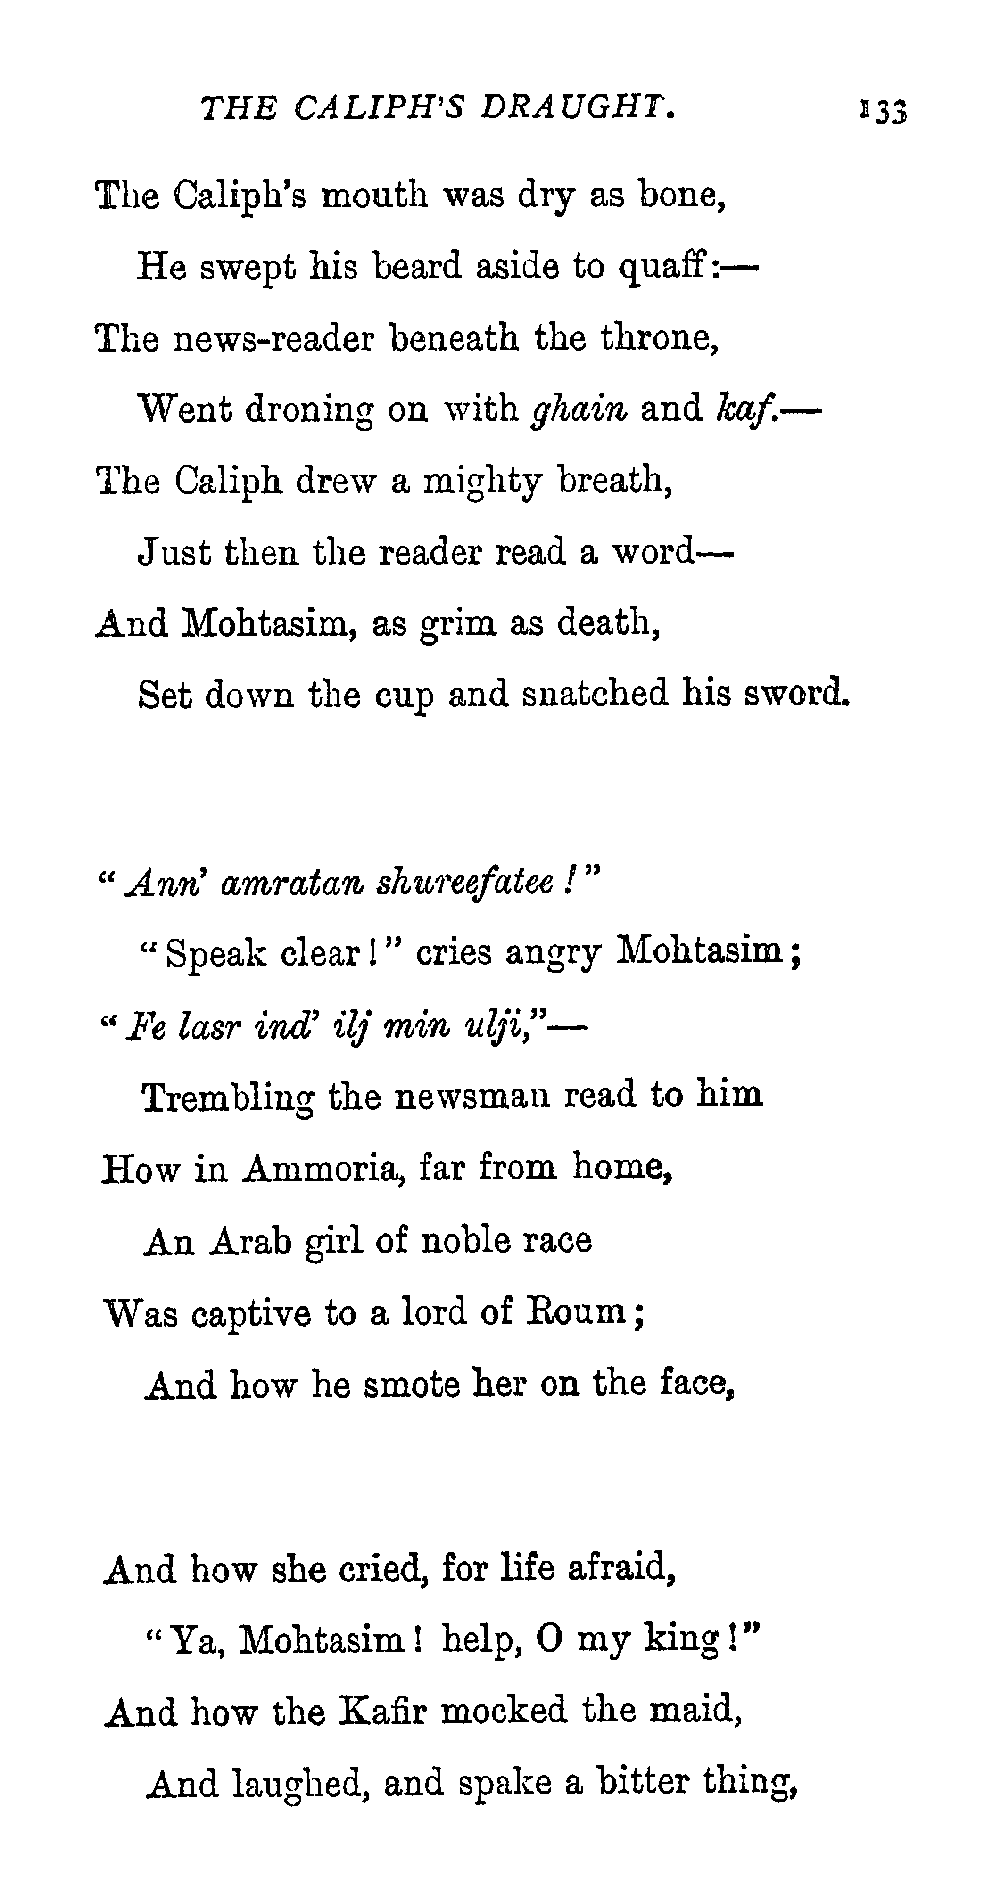 THE CALIPH'S DRAUGHT. 133
The Caliph's mouth was dry as bone,
He swept his beard aside to quaff:—
The news-reader beneath the throne,
Went droning on with ghain and kaf.—
The Caliph drew a mighty breath,
Just then the reader read a word—
And Mohtasim, as grim as death,
Set down the cup and snatched his sword.
"Ann' amratan shureefatee!"
"Speak clear!" cries angry Mohtasim;
"Fe lasr ind' ilj min ulji,"—
Trembling the newsman read to him
How in Ammoria, far from home,
An Arab girl of noble race
Was captive to a lord of Roum;
And how he smote her on the face,
And how she cried, for life afraid,
"Ya, Mohtasim! help, O my king!"
And how the Kafir mocked the maid,
And laughed, and spake a bitter thing,